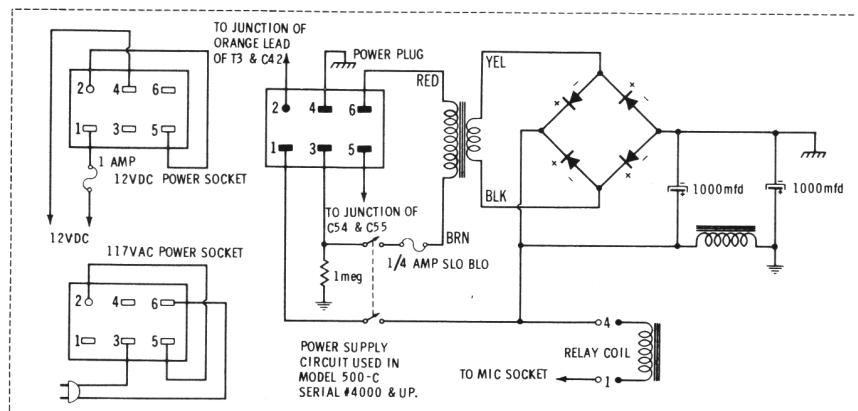 TO JUNCTION OF
ORANGE LEAD
OF T3 & C42
POWER PLUG
RED
YEL
2
4
6
1
3
5
1 AMP
12VDC POWER SOCKET
12VDC
2
4
6
1
3
5
TO JUNCTION OF
C54 & C55
BRN
BLK
1/4 AMP SLO BLO
1meg
+
-
+
-
+
-
+
-
1000mfd
+
1000mfd
+
117VAC POWER SOCKET
2
4
6
1
3
5
POWER SUPPLY
CIRCUIT USED IN
MODEL 500-C
SERIAL #4000 & UP.
4
RELAY COIL
TO MIC SOCKET
1